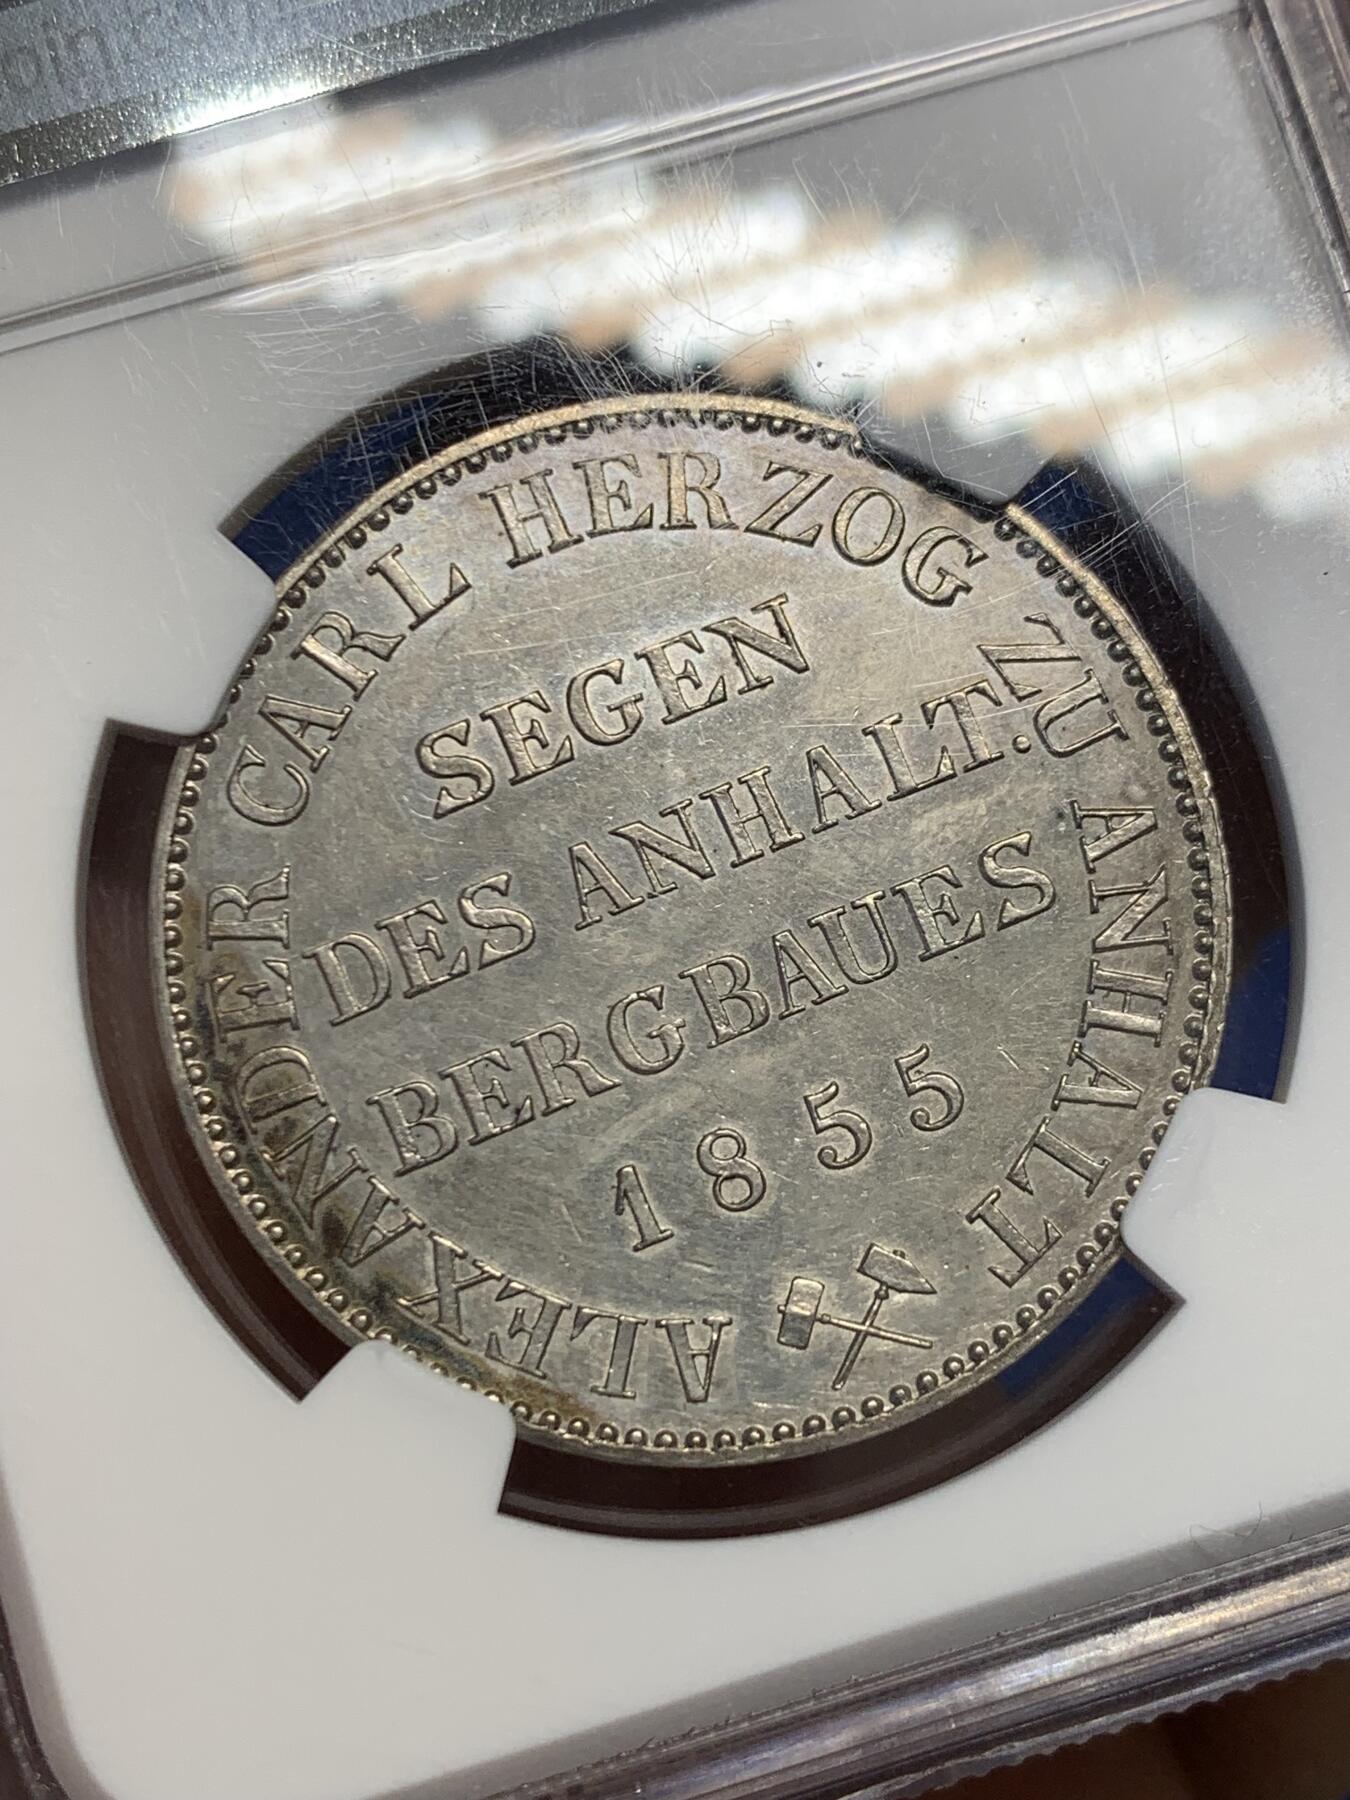 ALEXANDER CARL HERZOG ZU ANHALT
SEGEN
DES ANHALT.
BERGBAUES
1855